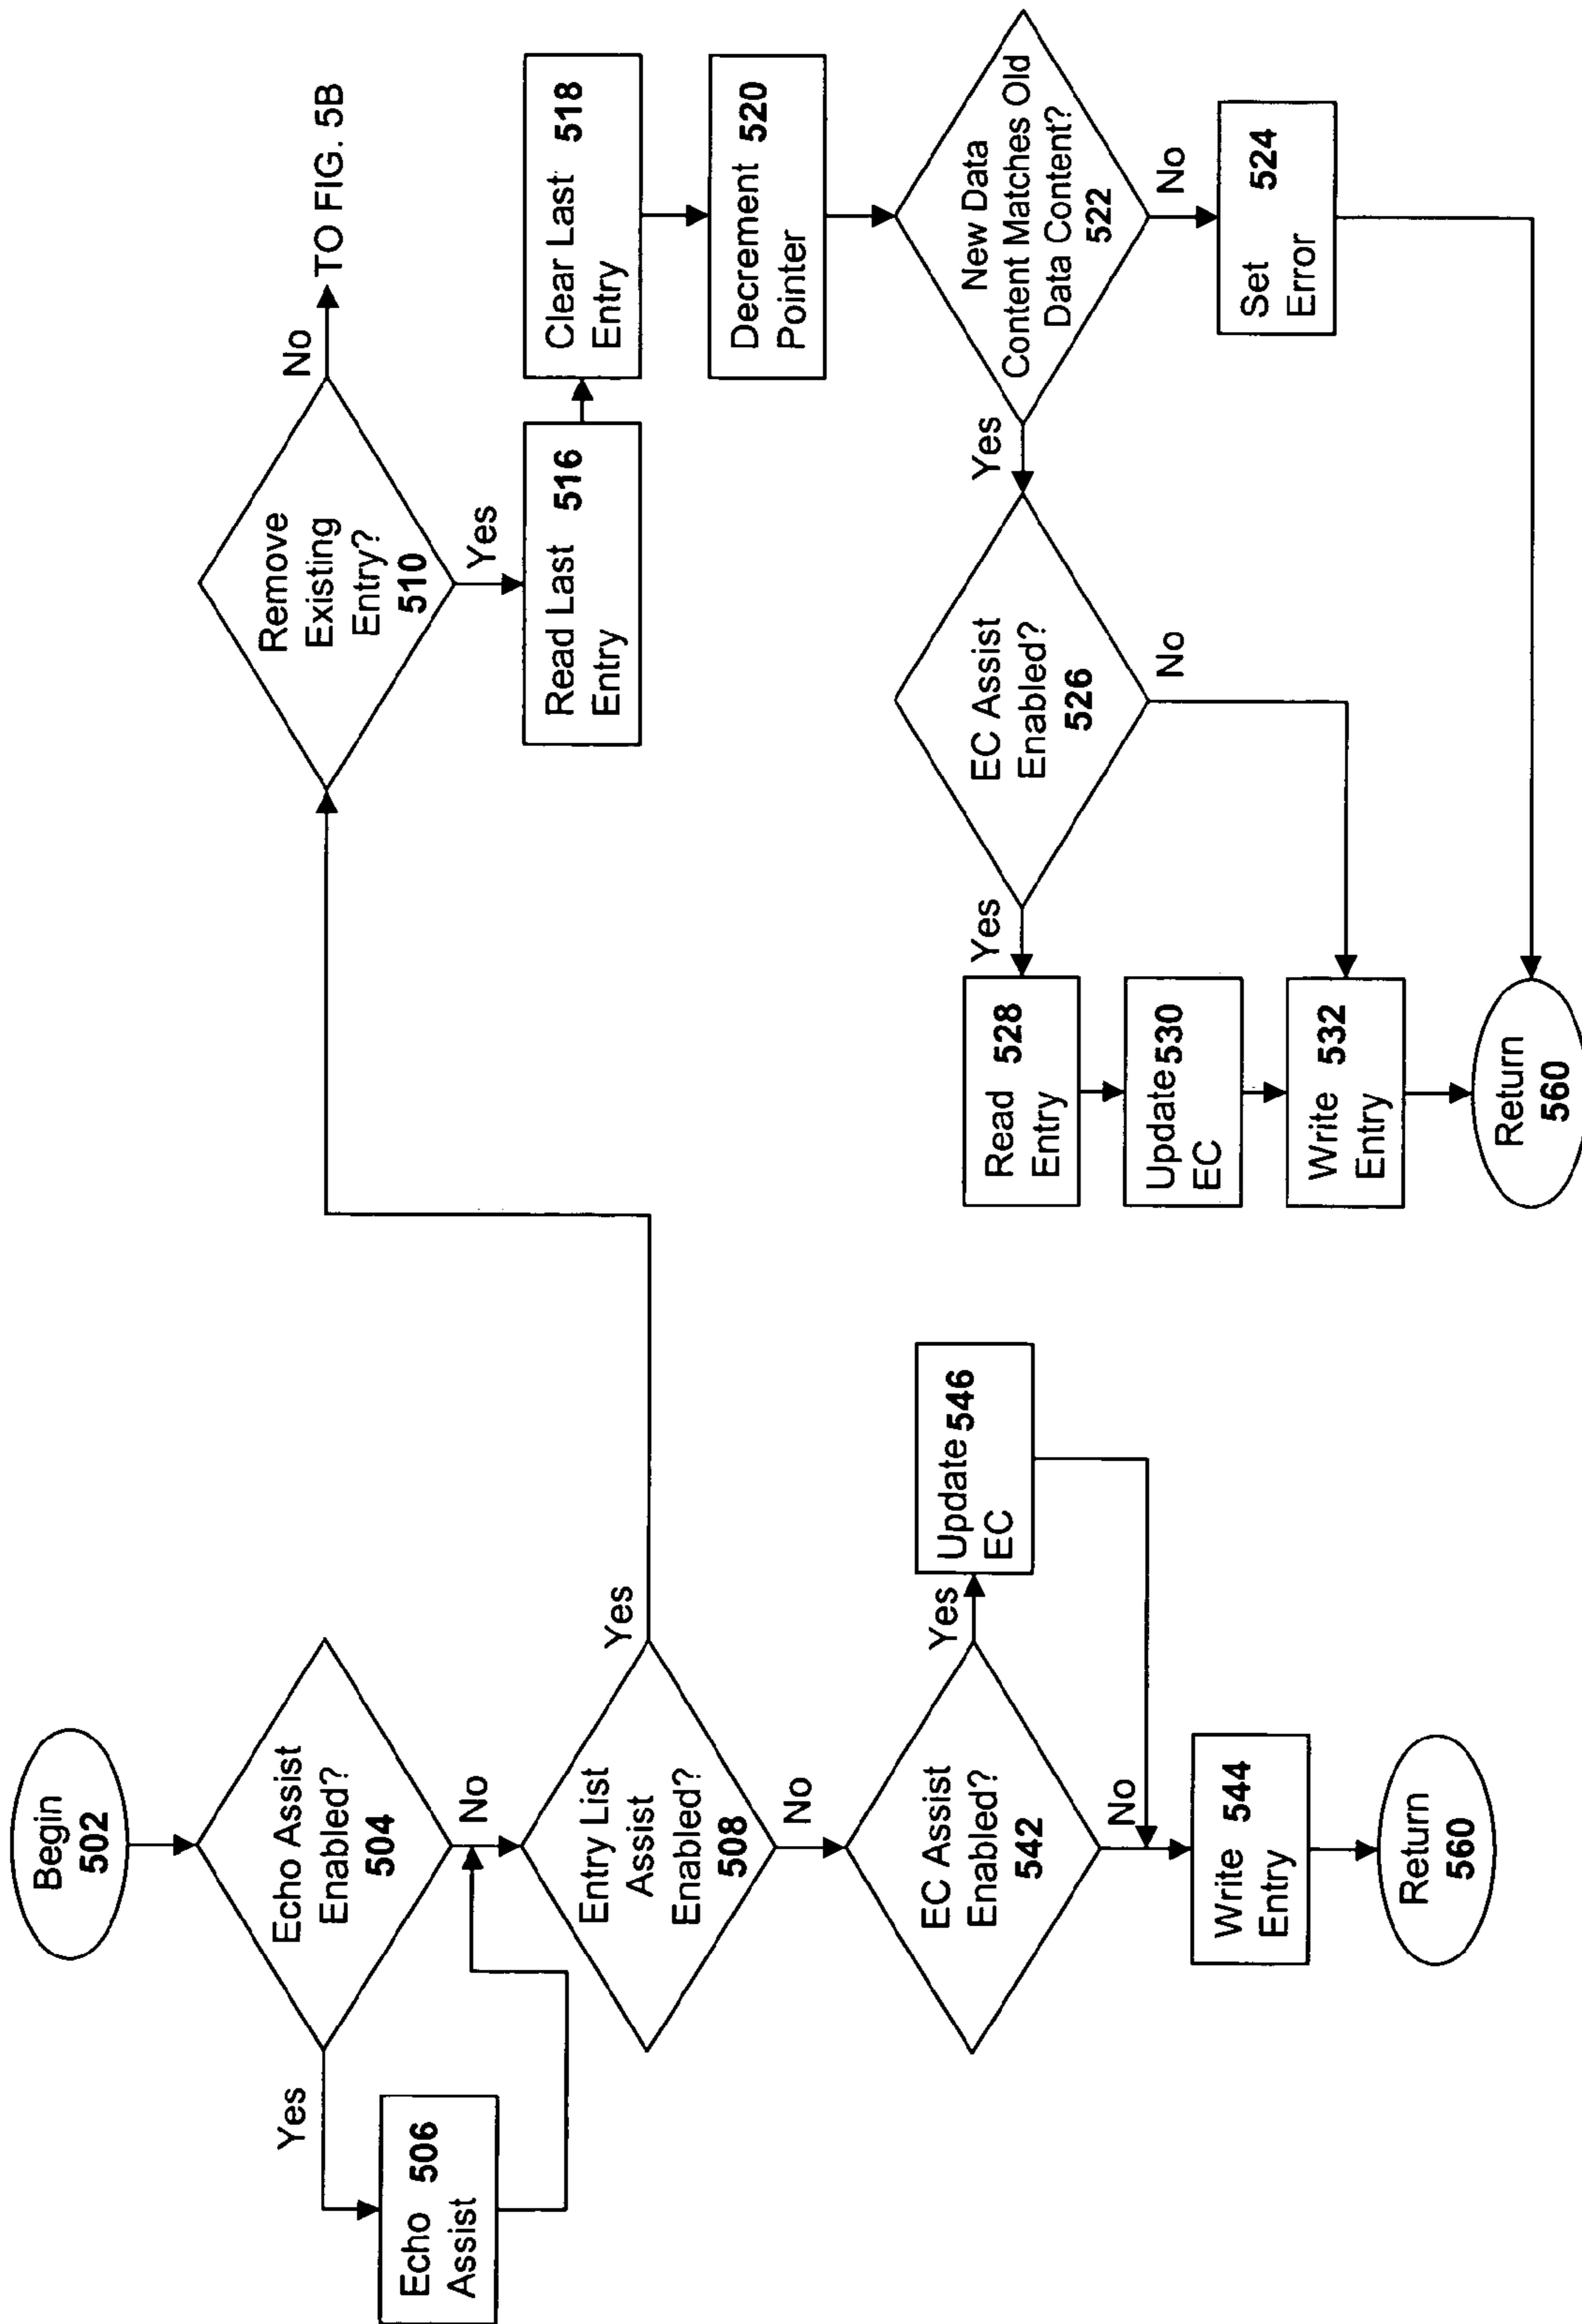 Begin
502
Echo Assist
Enabled?
504
Yes
No
Echo 506
Assist
Entry List
Assist
Enabled?
508
Yes
No
EC Assist
Enabled?
542
Yes
No
Update 546
EC
Write 544
Entry
Return
560
Remove
Existing
Entry?
510
No
TO FIG. 5B
Yes
Read Last 516
Entry
Clear Last 518
Entry
Decrement 520
Pointer
New Data
Content Matches Old
Data Content?
522
Yes
No
Set 524
Error
EC Assist
Enabled?
526
Yes
No
Read 528
Entry
Update 530
EC
Write 532
Entry
Return
560